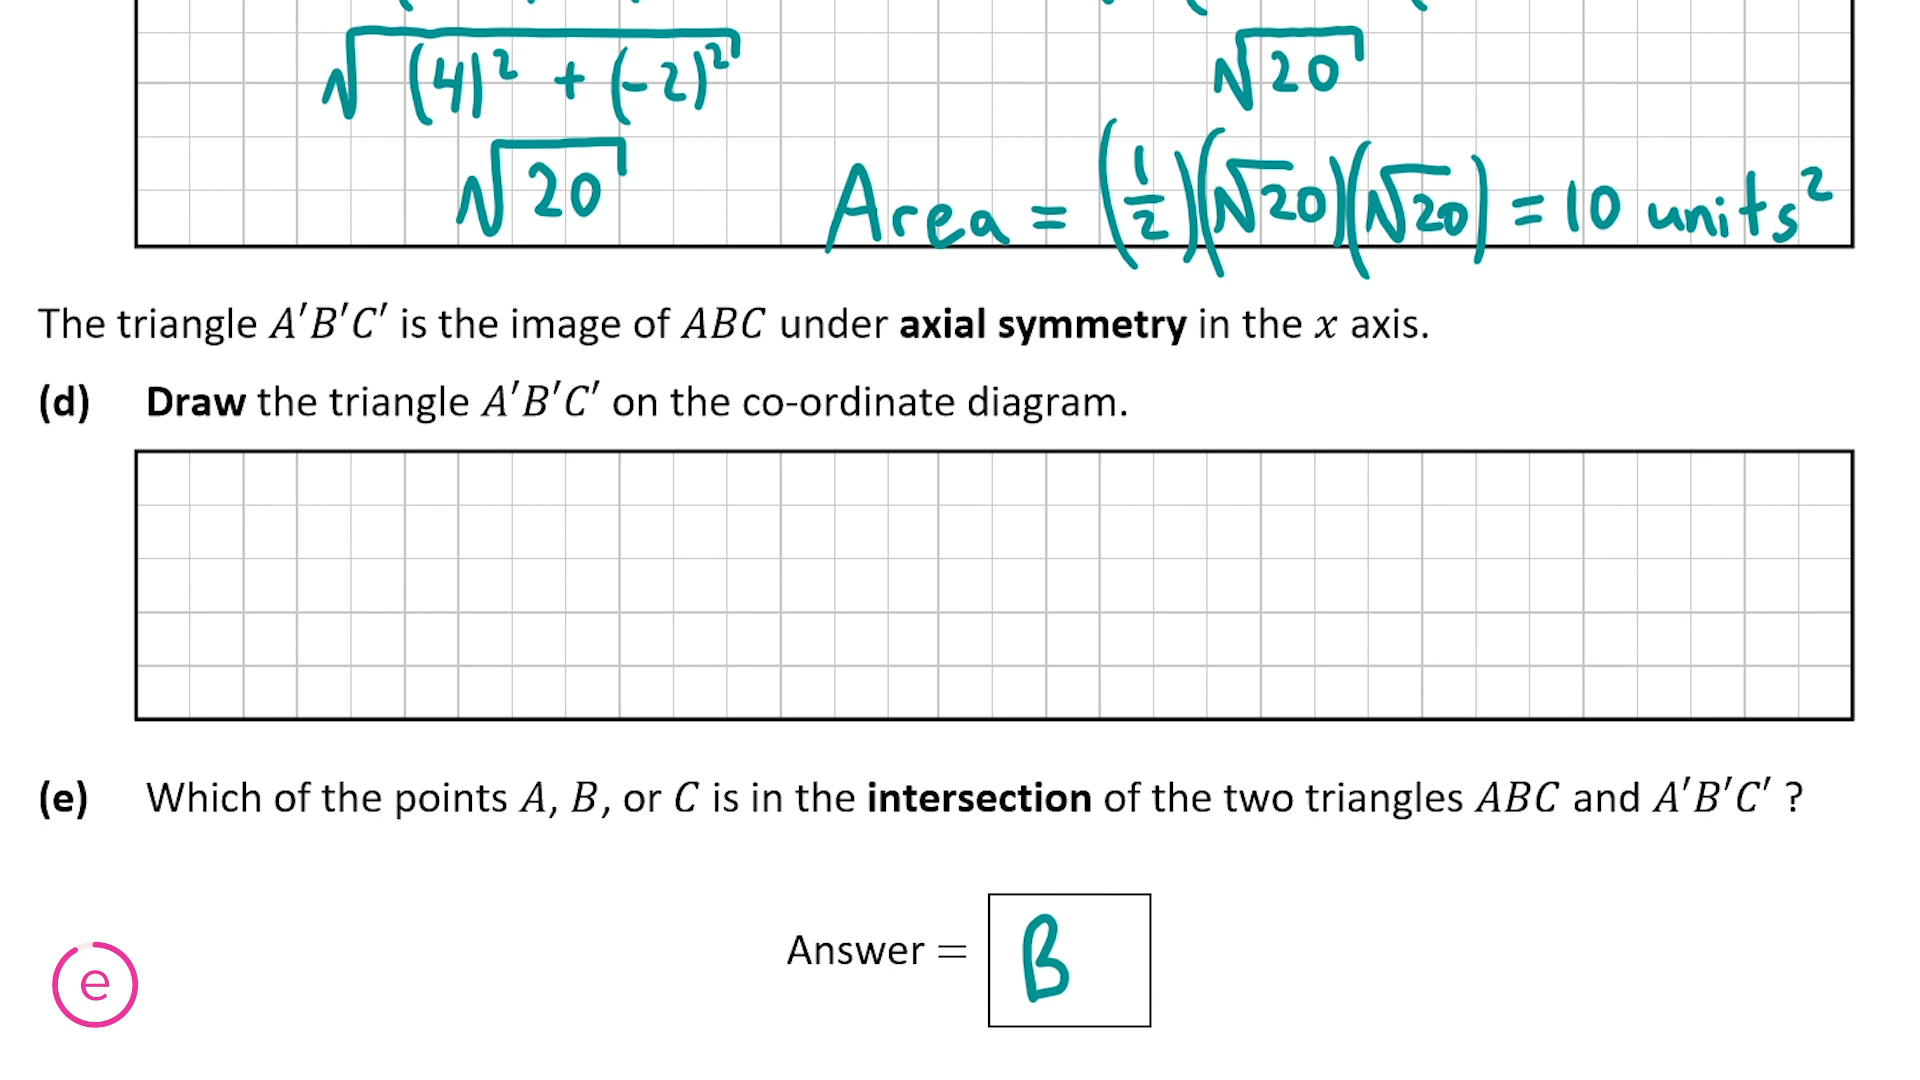 √(4)² + (-2)²
√20
√20
Area = (1/2)(√20)(√20) = 10 units²
The triangle A′B′C′ is the image of ABC under axial symmetry in the x axis.
(d) Draw the triangle A′B′C′ on the co-ordinate diagram.
(e) Which of the points A, B, or C is in the intersection of the two triangles ABC and A′B′C′ ?
Answer = B
e